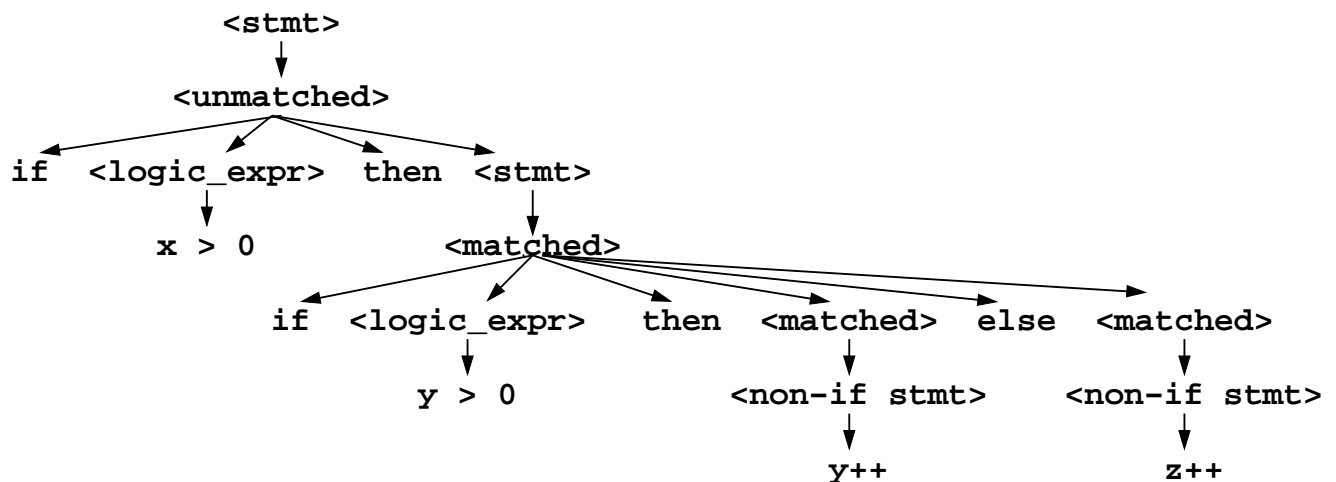 <stmt>
<unmatched>
if <logic_expr> then <stmt>
x > 0 <matched>
if <logic_expr> then <matched> else <matched>
y > 0 <non-if stmt> <non-if stmt>
y++ z++